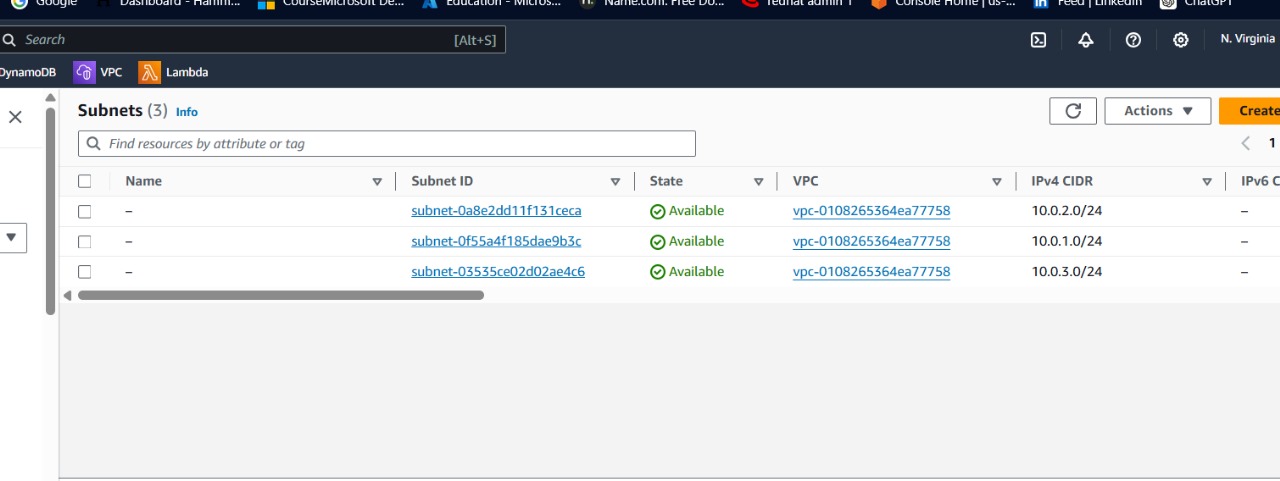 Google Dashboard - Hamm... CourseMicrosoft De... Education - Micros... Name.com. Free Do... redhat admin 1 Console Home | us-... Feed | LinkedIn ChatGPT
Search [Alt+S] N. Virginia
DynamoDB VPC Lambda
Subnets (3) Info Actions Create
Find resources by attribute or tag 1
Name Subnet ID State VPC IPv4 CIDR IPv6 C
– subnet-0a8e2dd11f131ceca Available vpc-0108265364ea77758 10.0.2.0/24 –
– subnet-0f55a4f185dae9b3c Available vpc-0108265364ea77758 10.0.1.0/24 –
– subnet-03535ce02d02ae4c6 Available vpc-0108265364ea77758 10.0.3.0/24 –